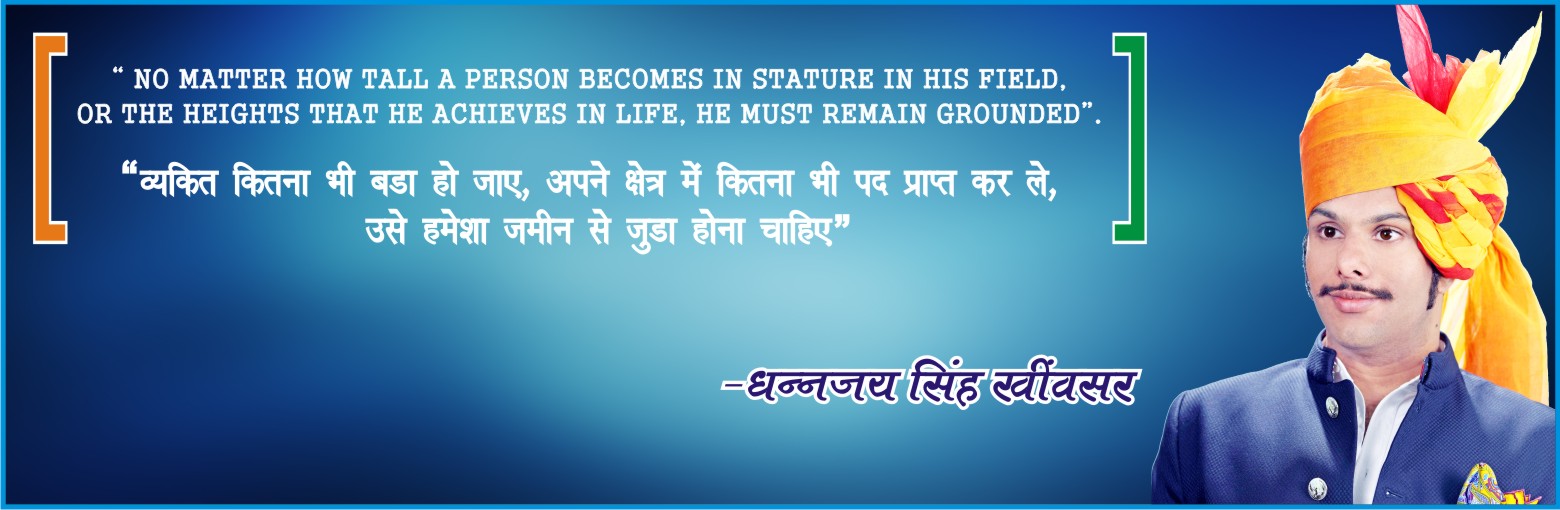 “ NO MATTER HOW TALL A PERSON BECOMES IN STATURE IN HIS FIELD,
OR THE HEIGHTS THAT HE ACHIEVES IN LIFE, HE MUST REMAIN GROUNDED”.
“व्यकित कितना भी बडा हो जाए, अपने क्षेत्र में कितना भी पद प्राप्त कर ले,
उसे हमेशा जमीन से जुडा होना चाहिए”
-धन्नजय सिंह खींवसर